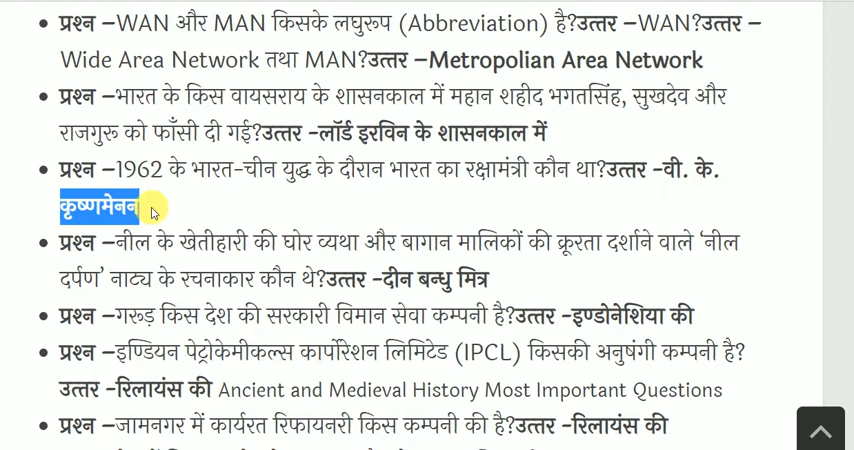 • प्रश्न –WAN और MAN किसके लघुरूप (Abbreviation) है?उत्तर –WAN?उत्तर –
Wide Area Network तथा MAN?उत्तर –Metropolian Area Network
• प्रश्न –भारत के किस वायसराय के शासनकाल में महान शहीद भगतसिंह, सुखदेव और
राजगुरू को फाँसी दी गई?उत्तर –लॉर्ड इरविन के शासनकाल में
• प्रश्न –1962 के भारत-चीन युद्ध के दौरान भारत का रक्षामंत्री कौन था?उत्तर -वी. के.
कृष्णमेनन
• प्रश्न –नील के खेतीहारी की घोर व्यथा और बागान मालिकों की क्रूरता दर्शाने वाले ‘नील
दर्पण’ नाट्य के रचनाकार कौन थे?उत्तर -दीन बन्धु मित्र
• प्रश्न –गरूड़ किस देश की सरकारी विमान सेवा कम्पनी है?उत्तर -इण्डोनेशिया की
• प्रश्न –इण्डियन पेट्रोकेमीकल्स कार्पोरेशन लिमिटेड (IPCL) किसकी अनुषंगी कम्पनी है?
उत्तर -रिलायंस की Ancient and Medieval History Most Important Questions
• प्रश्न –जामनगर में कार्यरत रिफायनरी किस कम्पनी की है?उत्तर -रिलायंस की